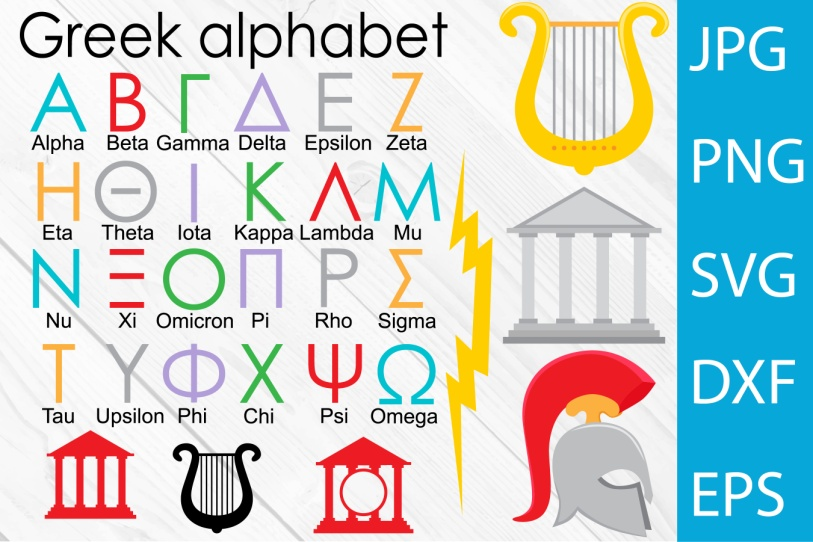 Greek alphabet
Α Β Γ Δ Ε Ζ
Alpha Beta Gamma Delta Epsilon Zeta
Η Θ Ι Κ Λ Μ
Eta Theta Iota Kappa Lambda Mu
Ν Ξ Ο Π Ρ Σ
Nu Xi Omicron Pi Rho Sigma
Τ Υ Φ Χ Ψ Ω
Tau Upsilon Phi Chi Psi Omega
JPG
PNG
SVG
DXF
EPS